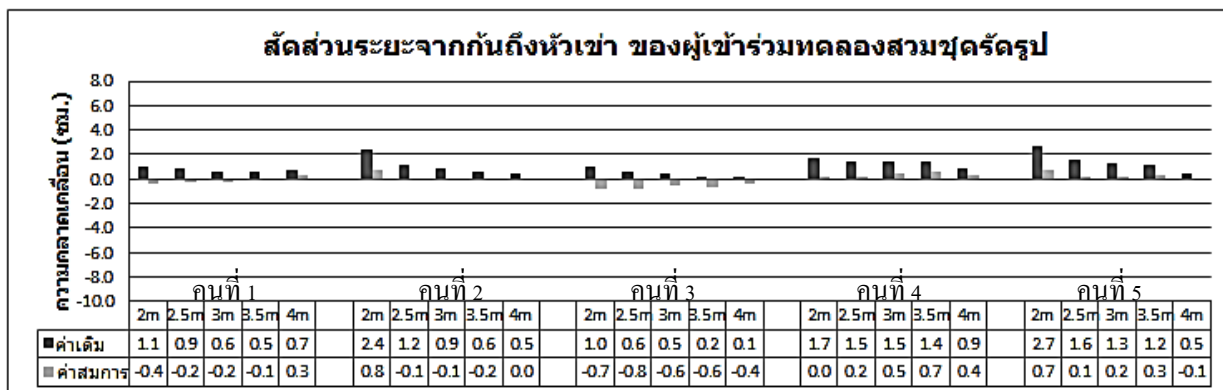 สัดส่วนระยะจากก้นถึงหัวเข่า ของผู้เข้าร่วมทดลองสวมชุดรัดรูป
ความคลาดเคลื่อน (ซม.)
8.0
6.0
4.0
2.0
0.0
-2.0
-4.0
-6.0
-8.0
-10.0
คนที่ 1 คนที่ 2 คนที่ 3 คนที่ 4 คนที่ 5
2m 2.5m 3m 3.5m 4m 2m 2.5m 3m 3.5m 4m 2m 2.5m 3m 3.5m 4m 2m 2.5m 3m 3.5m 4m 2m 2.5m 3m 3.5m 4m
ค่าเดิม 1.1 0.9 0.6 0.5 0.7 2.4 1.2 0.9 0.6 0.5 1.0 0.6 0.5 0.2 0.1 1.7 1.5 1.5 1.4 0.9 2.7 1.6 1.3 1.2 0.5
ค่าสมการ -0.4 -0.2 -0.2 -0.1 0.3 0.8 -0.1 -0.1 -0.2 0.0 -0.7 -0.8 -0.6 -0.6 -0.4 0.0 0.2 0.5 0.7 0.4 0.7 0.1 0.2 0.3 -0.1